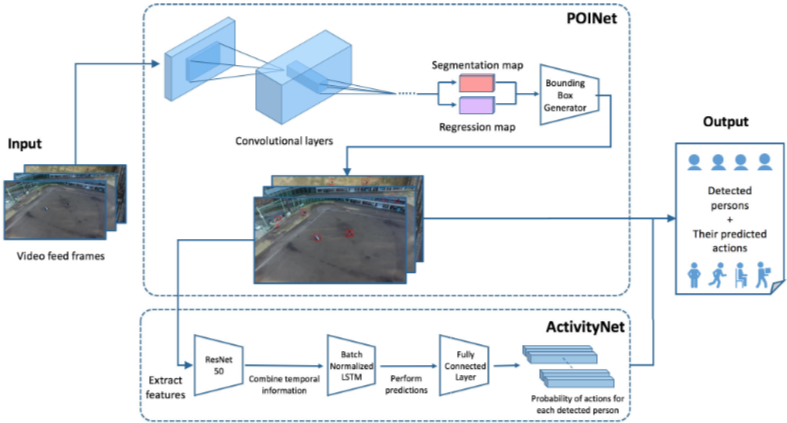 POINet
Segmentation map
Bounding
Box
Generator
Regression map
Convolutional layers
Input
Video feed frames
Output
Detected
persons
+
Their predicted
actions
ActivityNet
Extract
features
ResNet
50
Combine temporal
information
Batch
Normalized
LSTM
Perform
predictions
Fully
Connected
Layer
Probability of actions for
each detected person